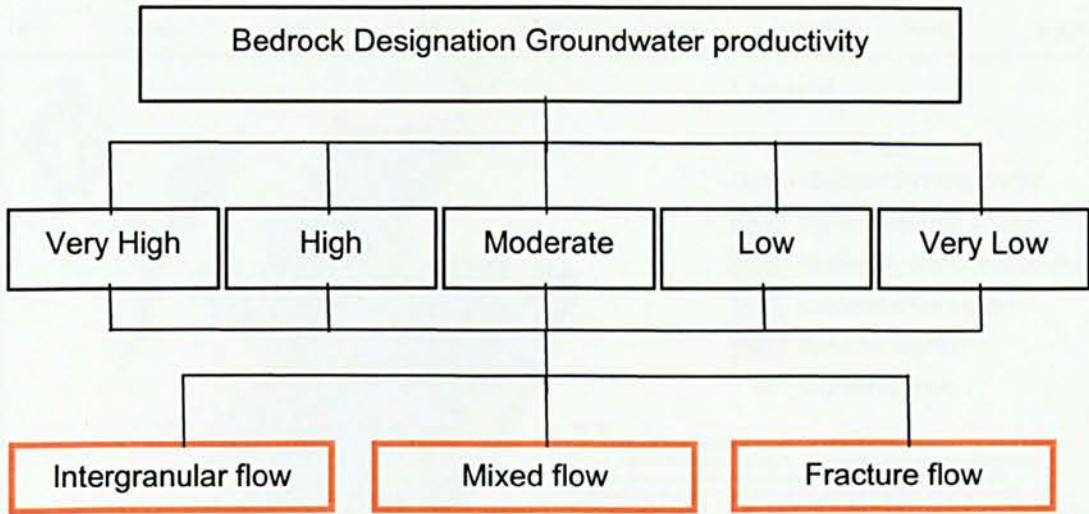 Bedrock Designation Groundwater productivity
Very High
High
Moderate
Low
Very Low
Intergranular flow
Mixed flow
Fracture flow